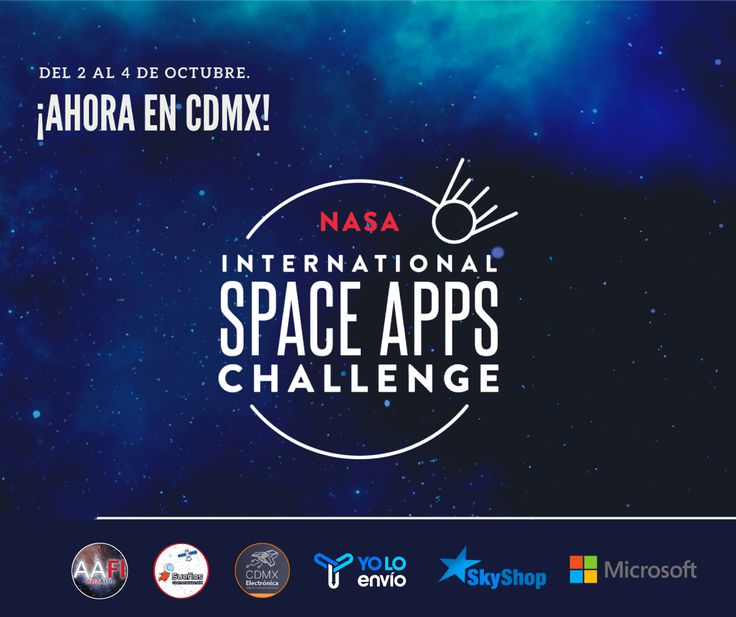 DEL 2 AL 4 DE OCTUBRE.
¡AHORA EN CDMX!
NASA
INTERNATIONAL
SPACE APPS
CHALLENGE
AAFI
Sueños
CDMX
Electrónica
YO LO
envío
SkyShop
Microsoft